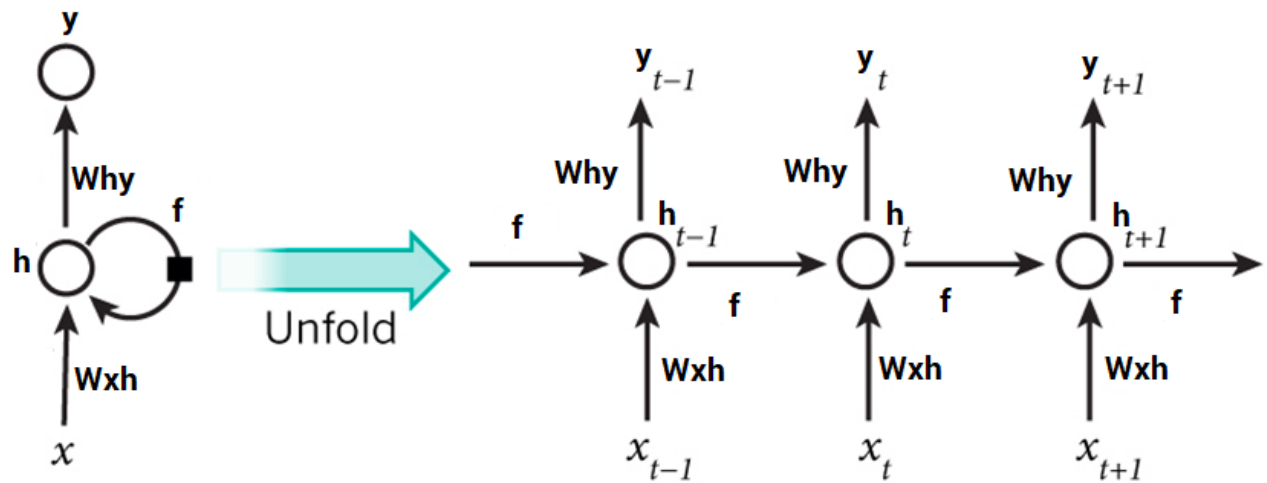 y
Why
f
h
Wxh
x
Unfold
y t−1 y t y t+1
Why Why Why
f h t−1 h t h t+1
f f f
Wxh Wxh Wxh
x t−1 x t x t+1